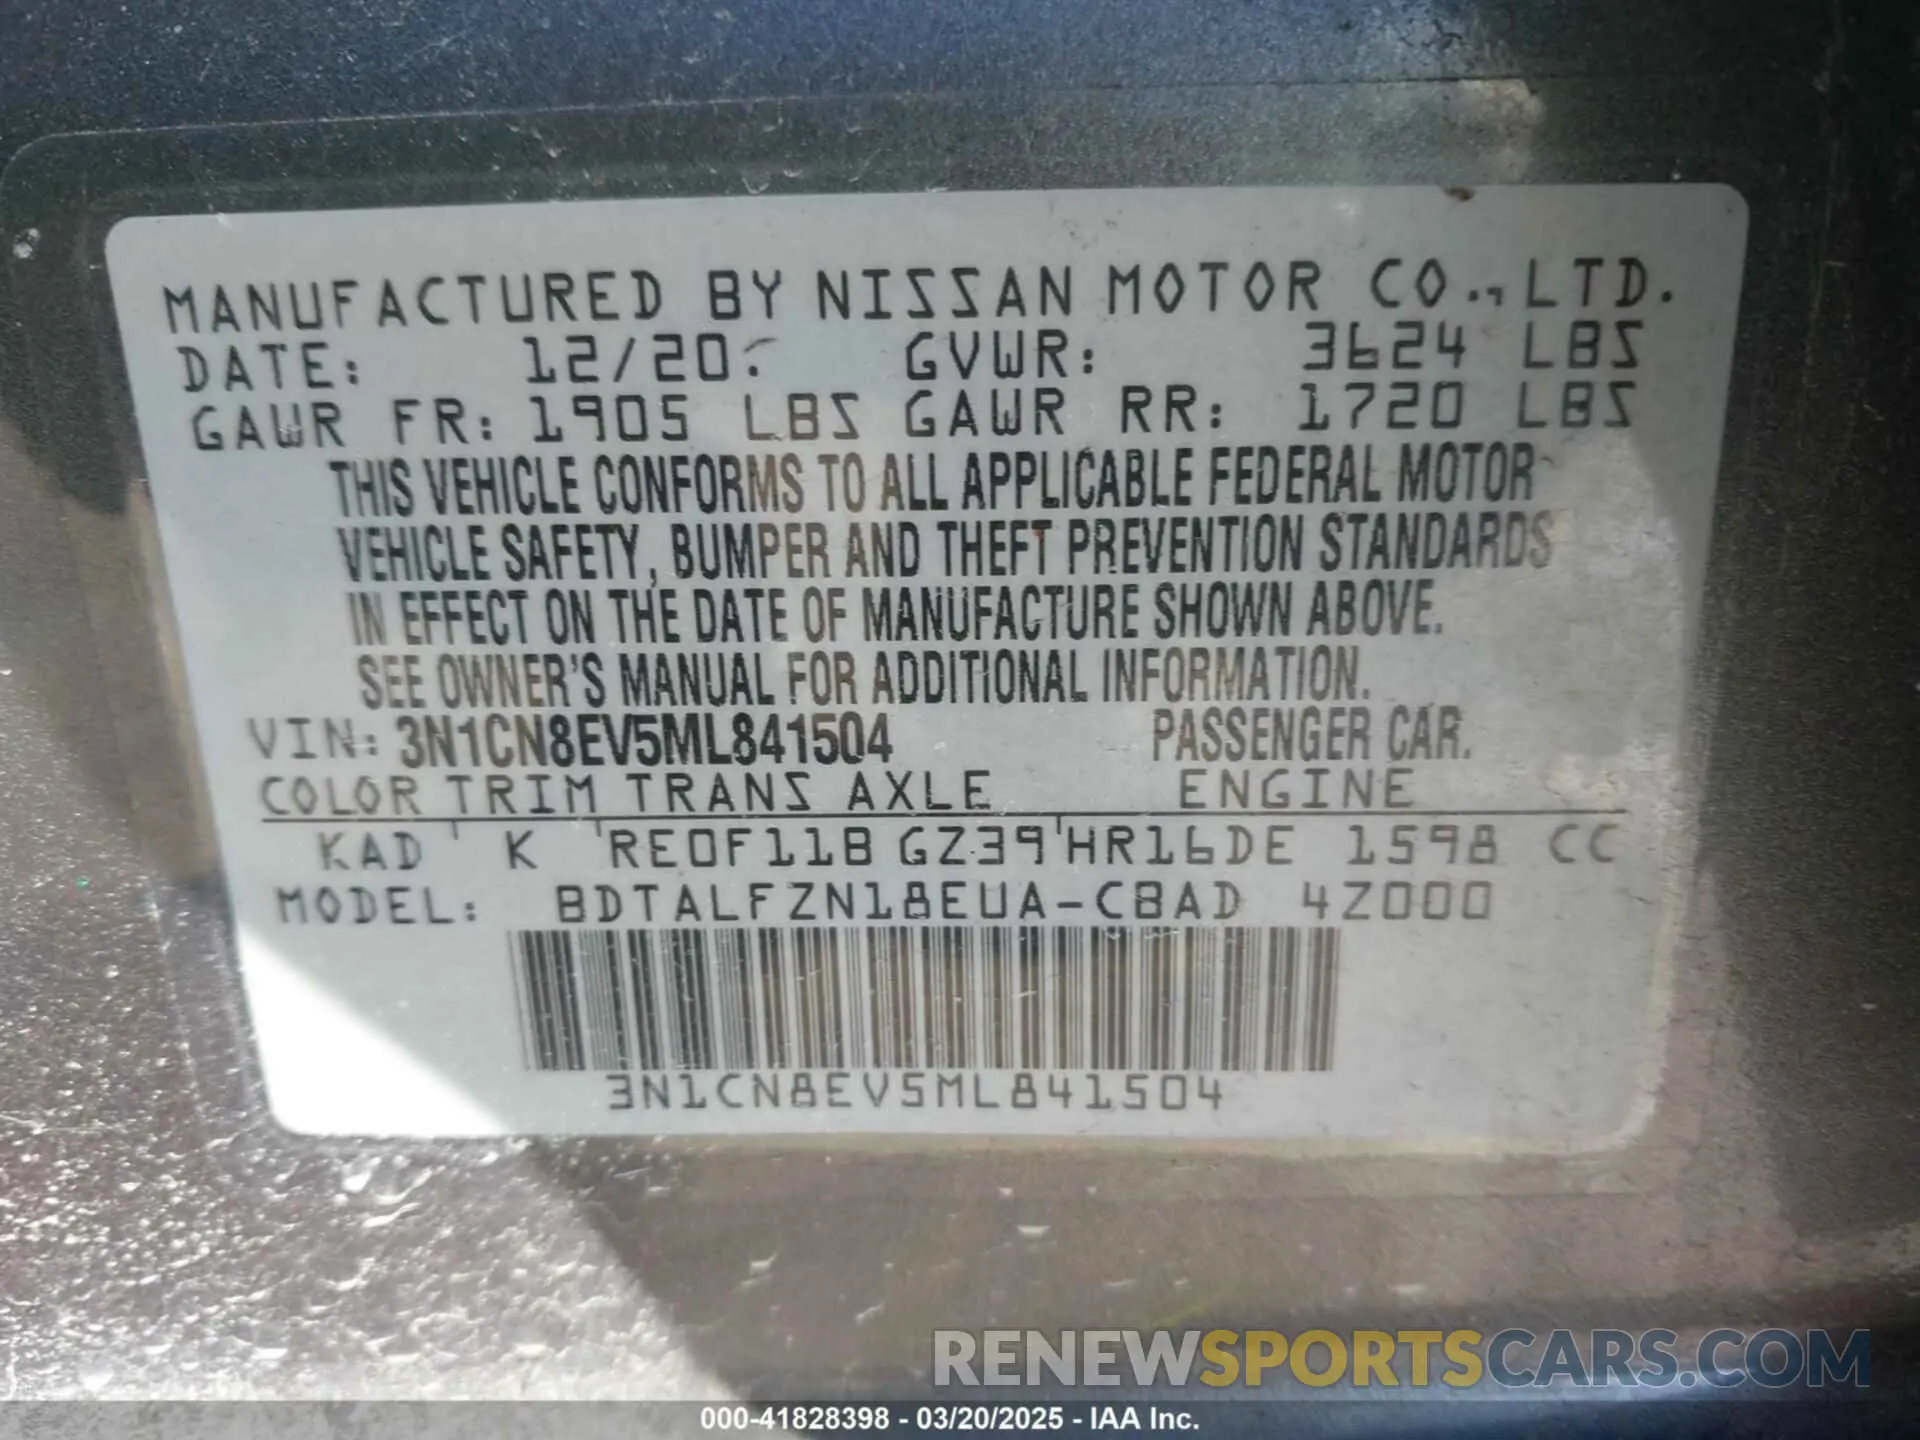 MANUFACTURED BY NISSAN MOTOR CO.,LTD.
DATE: 12/20 GVWR: 3624 LBS
GAWR FR: 1905 LBS GAWR RR: 1720 LBS
THIS VEHICLE CONFORMS TO ALL APPLICABLE FEDERAL MOTOR
VEHICLE SAFETY, BUMPER AND THEFT PREVENTION STANDARDS
IN EFFECT ON THE DATE OF MANUFACTURE SHOWN ABOVE.
SEE OWNER'S MANUAL FOR ADDITIONAL INFORMATION.
VIN: 3N1CN8EV5ML841504 PASSENGER CAR.
COLOR TRIM TRANS AXLE ENGINE
KAD K RE0F11B GZ39 HR16DE 1598 CC
MODEL: BDTALFZN18EUA-CBAD 4Z000
3N1CN8EV5ML841504
RENEWSPORTSCARS.COM
000-41828398 - 03/20/2025 - IAA Inc.